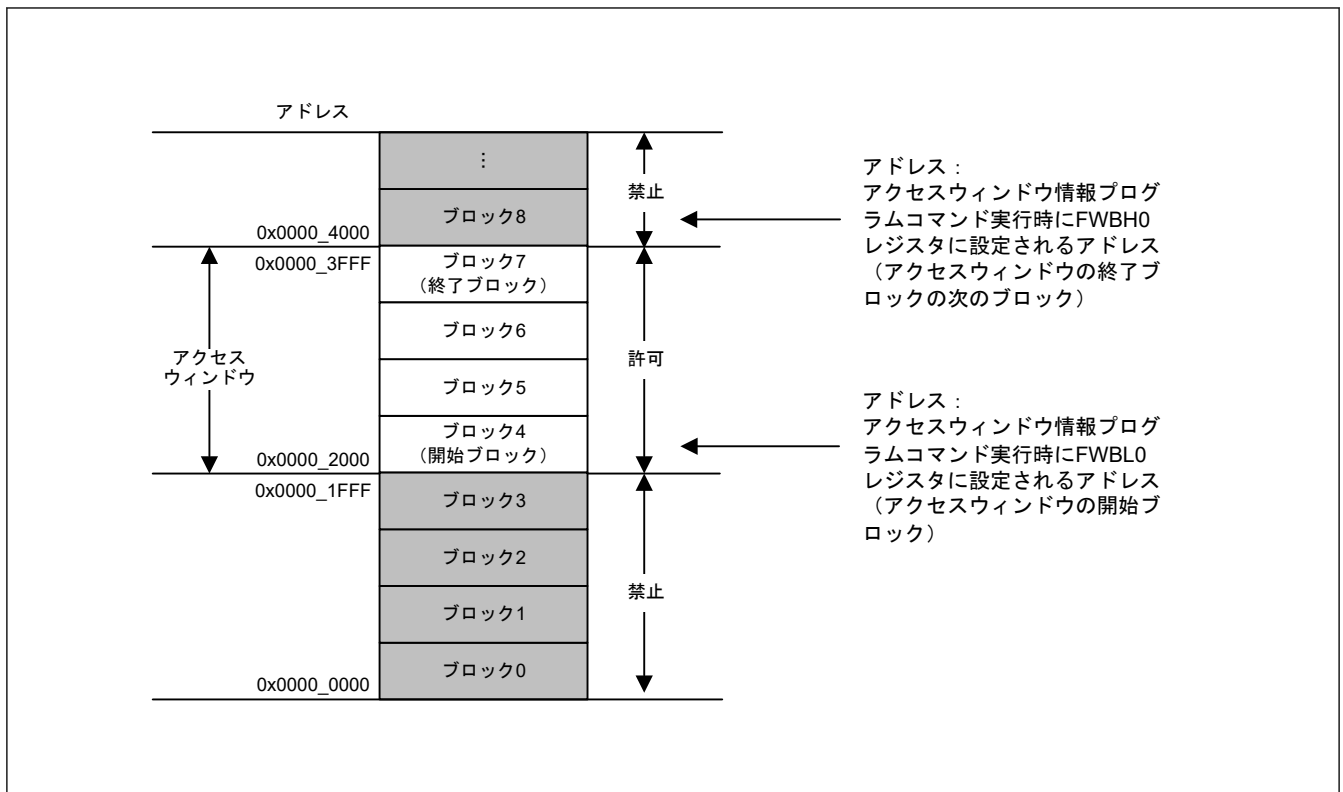 アドレス
⋮
禁止
アドレス：
アクセスウィンドウ情報プログ
ラムコマンド実行時にFWBH0
レジスタに設定されるアドレス
（アクセスウィンドウの終了ブ
ロックの次のブロック）
ブロック8
0x0000_4000
0x0000_3FFF
ブロック7
（終了ブロック）
ブロック6
アクセス
ウィンドウ
許可
ブロック5
アドレス：
アクセスウィンドウ情報プログ
ラムコマンド実行時にFWBL0
レジスタに設定されるアドレス
（アクセスウィンドウの開始ブ
ロック）
ブロック4
（開始ブロック）
0x0000_2000
0x0000_1FFF
ブロック3
ブロック2
禁止
ブロック1
ブロック0
0x0000_0000